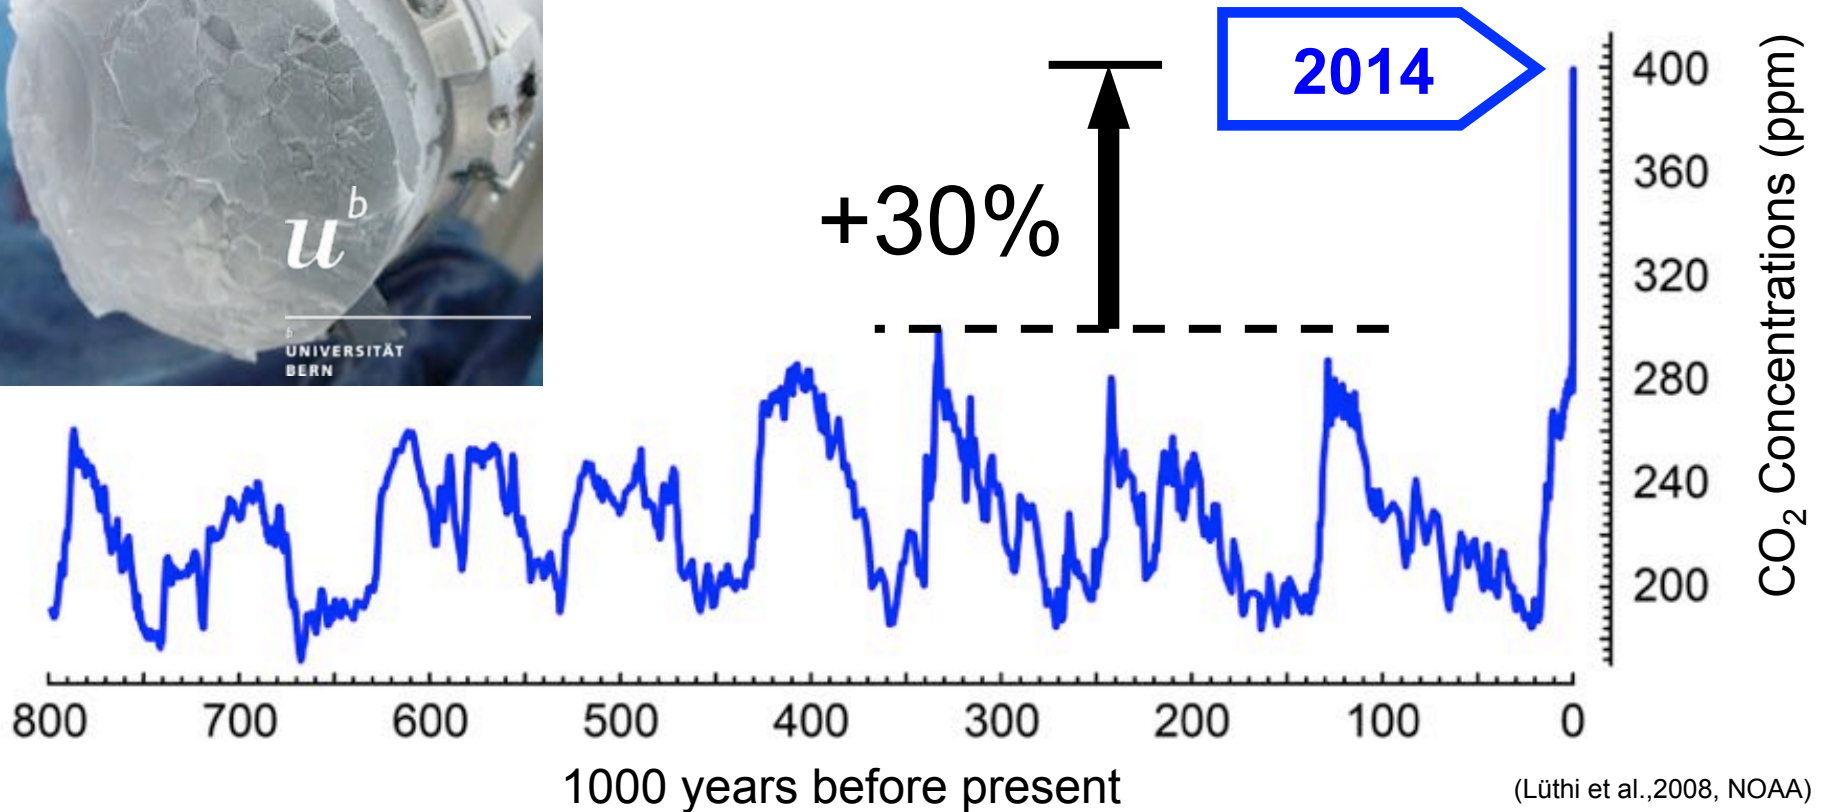 2014
+30%
u^b
b
UNIVERSITÄT
BERN
400
360
320
280
240
200
CO₂ Concentrations (ppm)
800 700 600 500 400 300 200 100 0
1000 years before present
(Lüthi et al.,2008, NOAA)